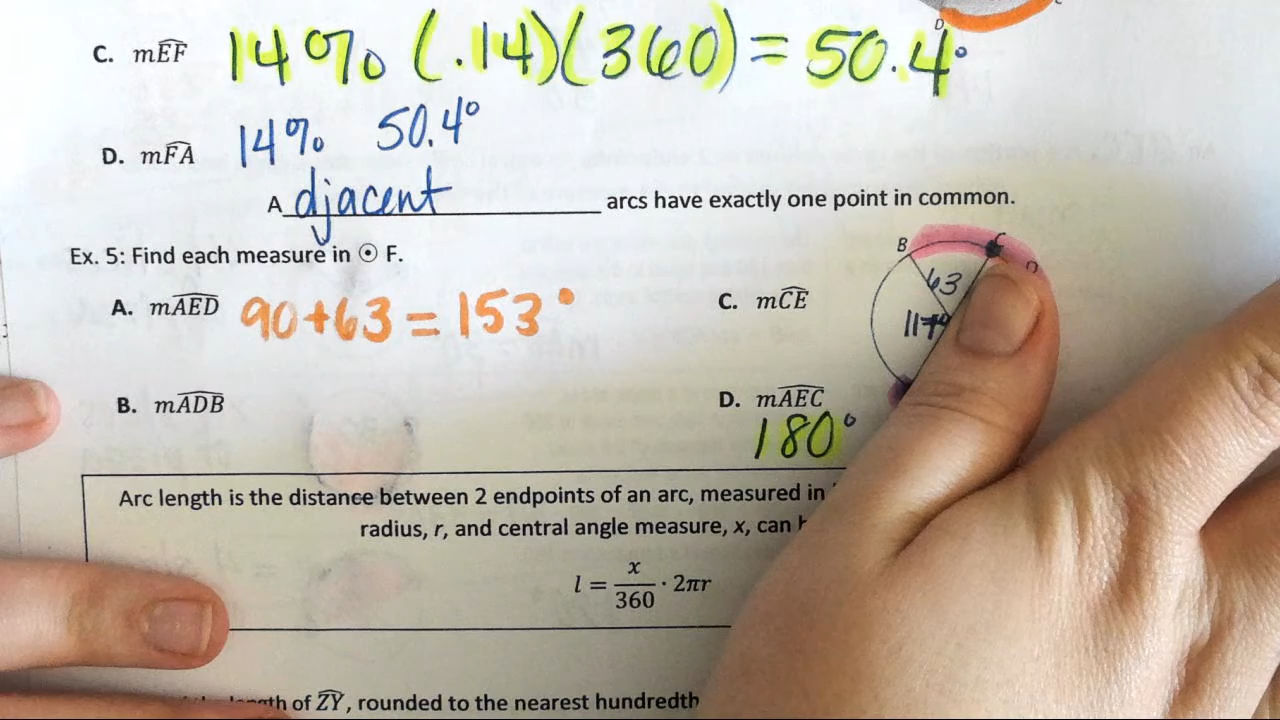 D
C. mEF 14% (.14)(360) = 50.4°
D. mFA 14% 50.4°
Adjacent arcs have exactly one point in common.
Ex. 5: Find each measure in ⊙ F.
B C D
63
117°
A. mAED 90+63 = 153°
C. mCE
B. mADB
D. mAEC
180°
Arc length is the distance between 2 endpoints of an arc, measured in
radius, r, and central angle measure, x, can
l = x/360 · 2πr
length of ZY, rounded to the nearest hundredth